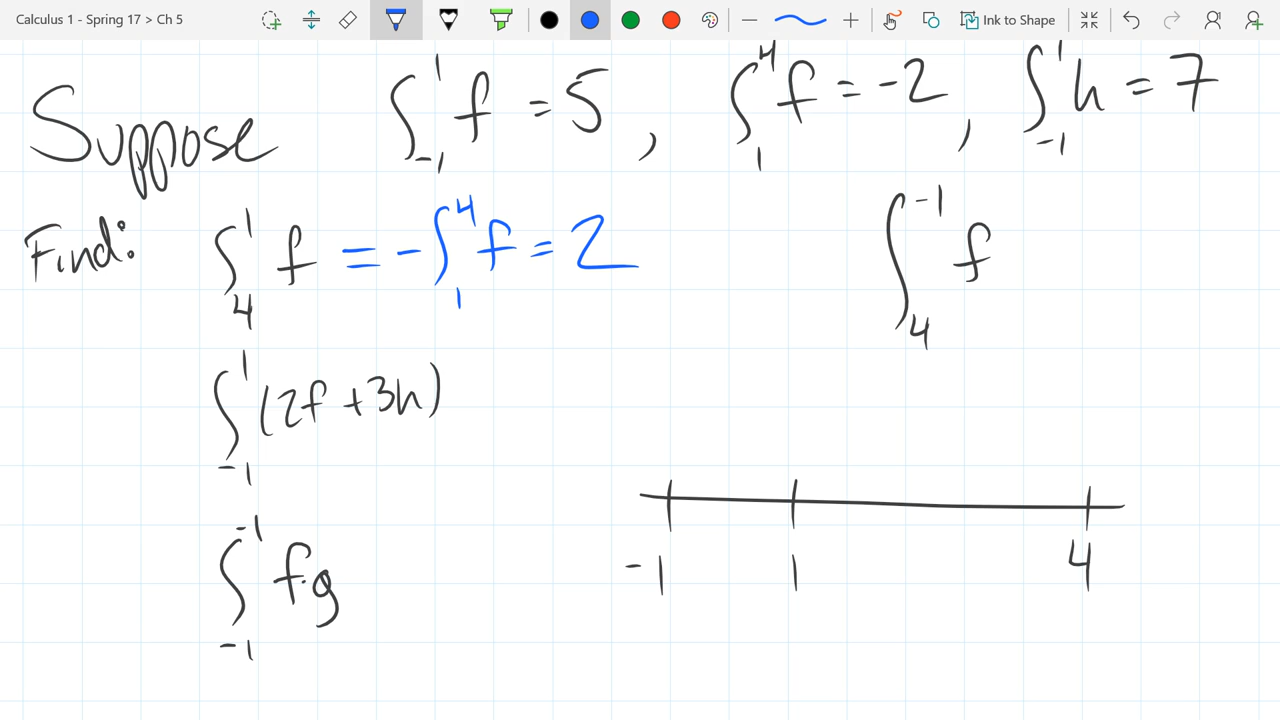 Calculus 1 - Spring 17 > Ch 5
Ink to Shape
Suppose ∫_{-1}^{1} f = 5, ∫_{1}^{4} f = -2, ∫_{-1}^{1} h = 7
Find: ∫_{4}^{1} f = -∫_{1}^{4} f = 2 ∫_{4}^{-1} f
∫_{-1}^{1} (2f + 3h)
∫_{-1}^{-1} f·g
-1 1 4